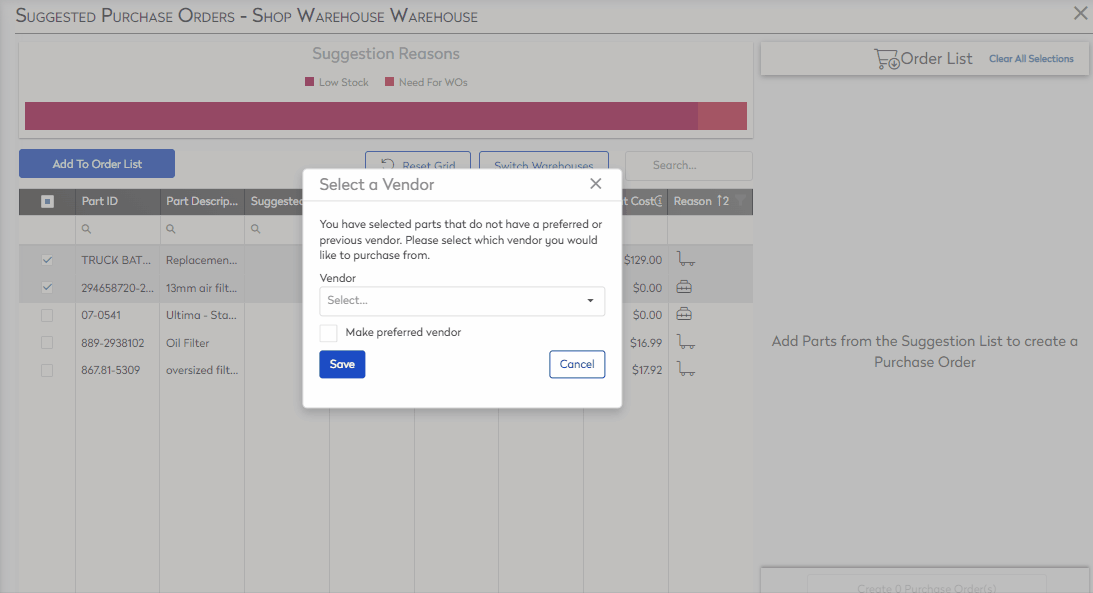 Suggested Purchase Orders - Shop Warehouse Warehouse
Suggestion Reasons
Low Stock Need For WOs
Order List Clear All Selections
Add To Order List Reset Grid Switch Warehouses Search...
Part ID Part Descrip... Suggested Cost Reason 2
TRUCK BAT... Replacemen... $129.00
294658720-2... 13mm air filt... $0.00
07-0541 Ultima - Sta... $0.00
889-2938102 Oil Filter $16.99
867.81-5309 oversized filt... $17.92
Select a Vendor
You have selected parts that do not have a preferred or
previous vendor. Please select which vendor you would
like to purchase from.
Vendor
Select...
Make preferred vendor
Save Cancel
Add Parts from the Suggestion List to create a
Purchase Order
Create 0 Purchase Order(s)